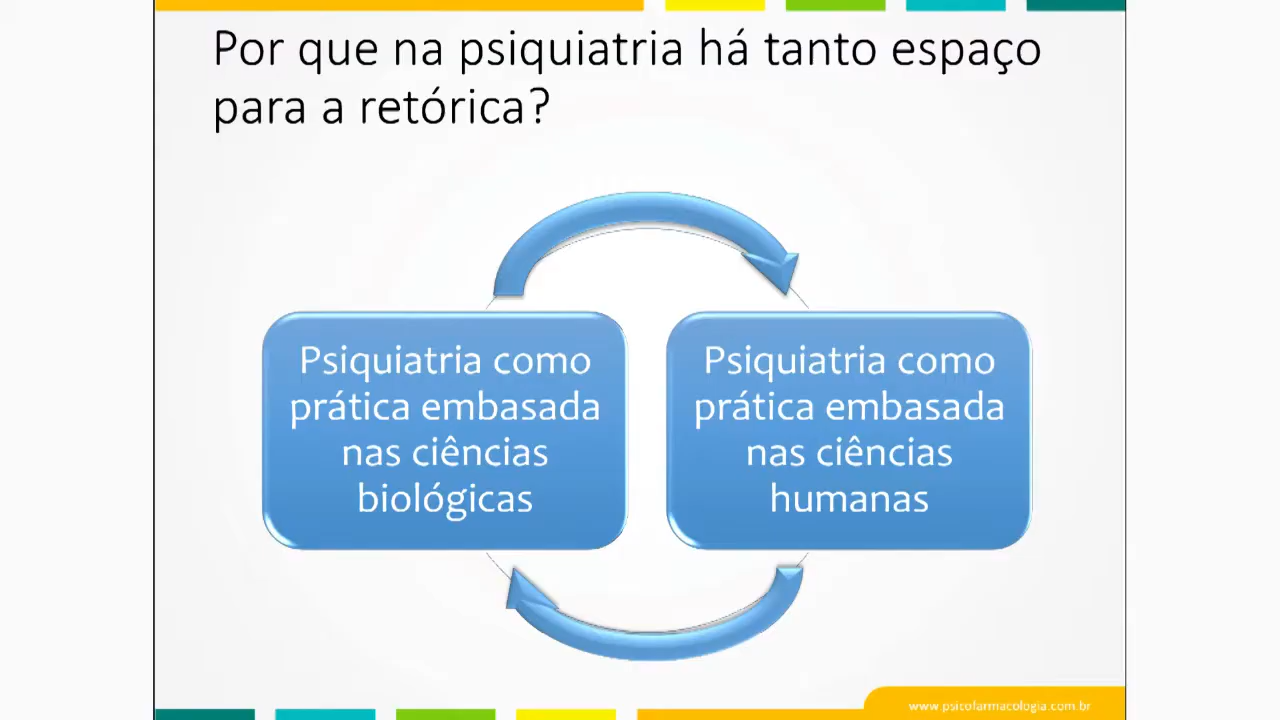 Por que na psiquiatria há tanto espaço
para a retórica?
Psiquiatria como
prática embasada
nas ciências
biológicas
Psiquiatria como
prática embasada
nas ciências
humanas
www.psicofarmacologia.com.br